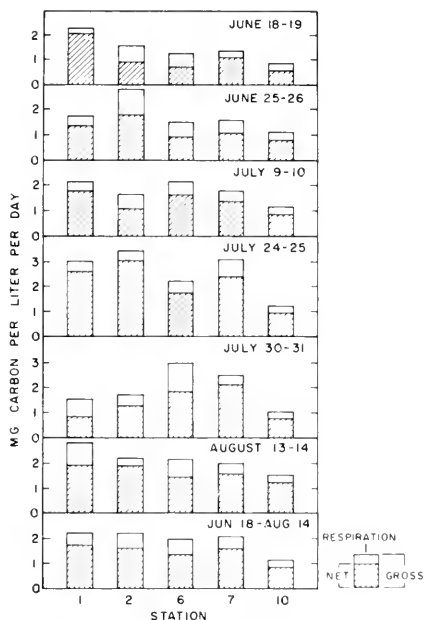 JUNE 18-19
2
1
0
JUNE 25-26
2
1
0
JULY 9-10
2
1
0
JULY 24-25
3
2
1
0
JULY 30-31
3
2
1
0
AUGUST 13-14
2
1
0
JUN 18-AUG 14
2
1
0
MG CARBON PER LITER PER DAY
1 2 6 7 10
STATION
RESPIRATION
NET GROSS